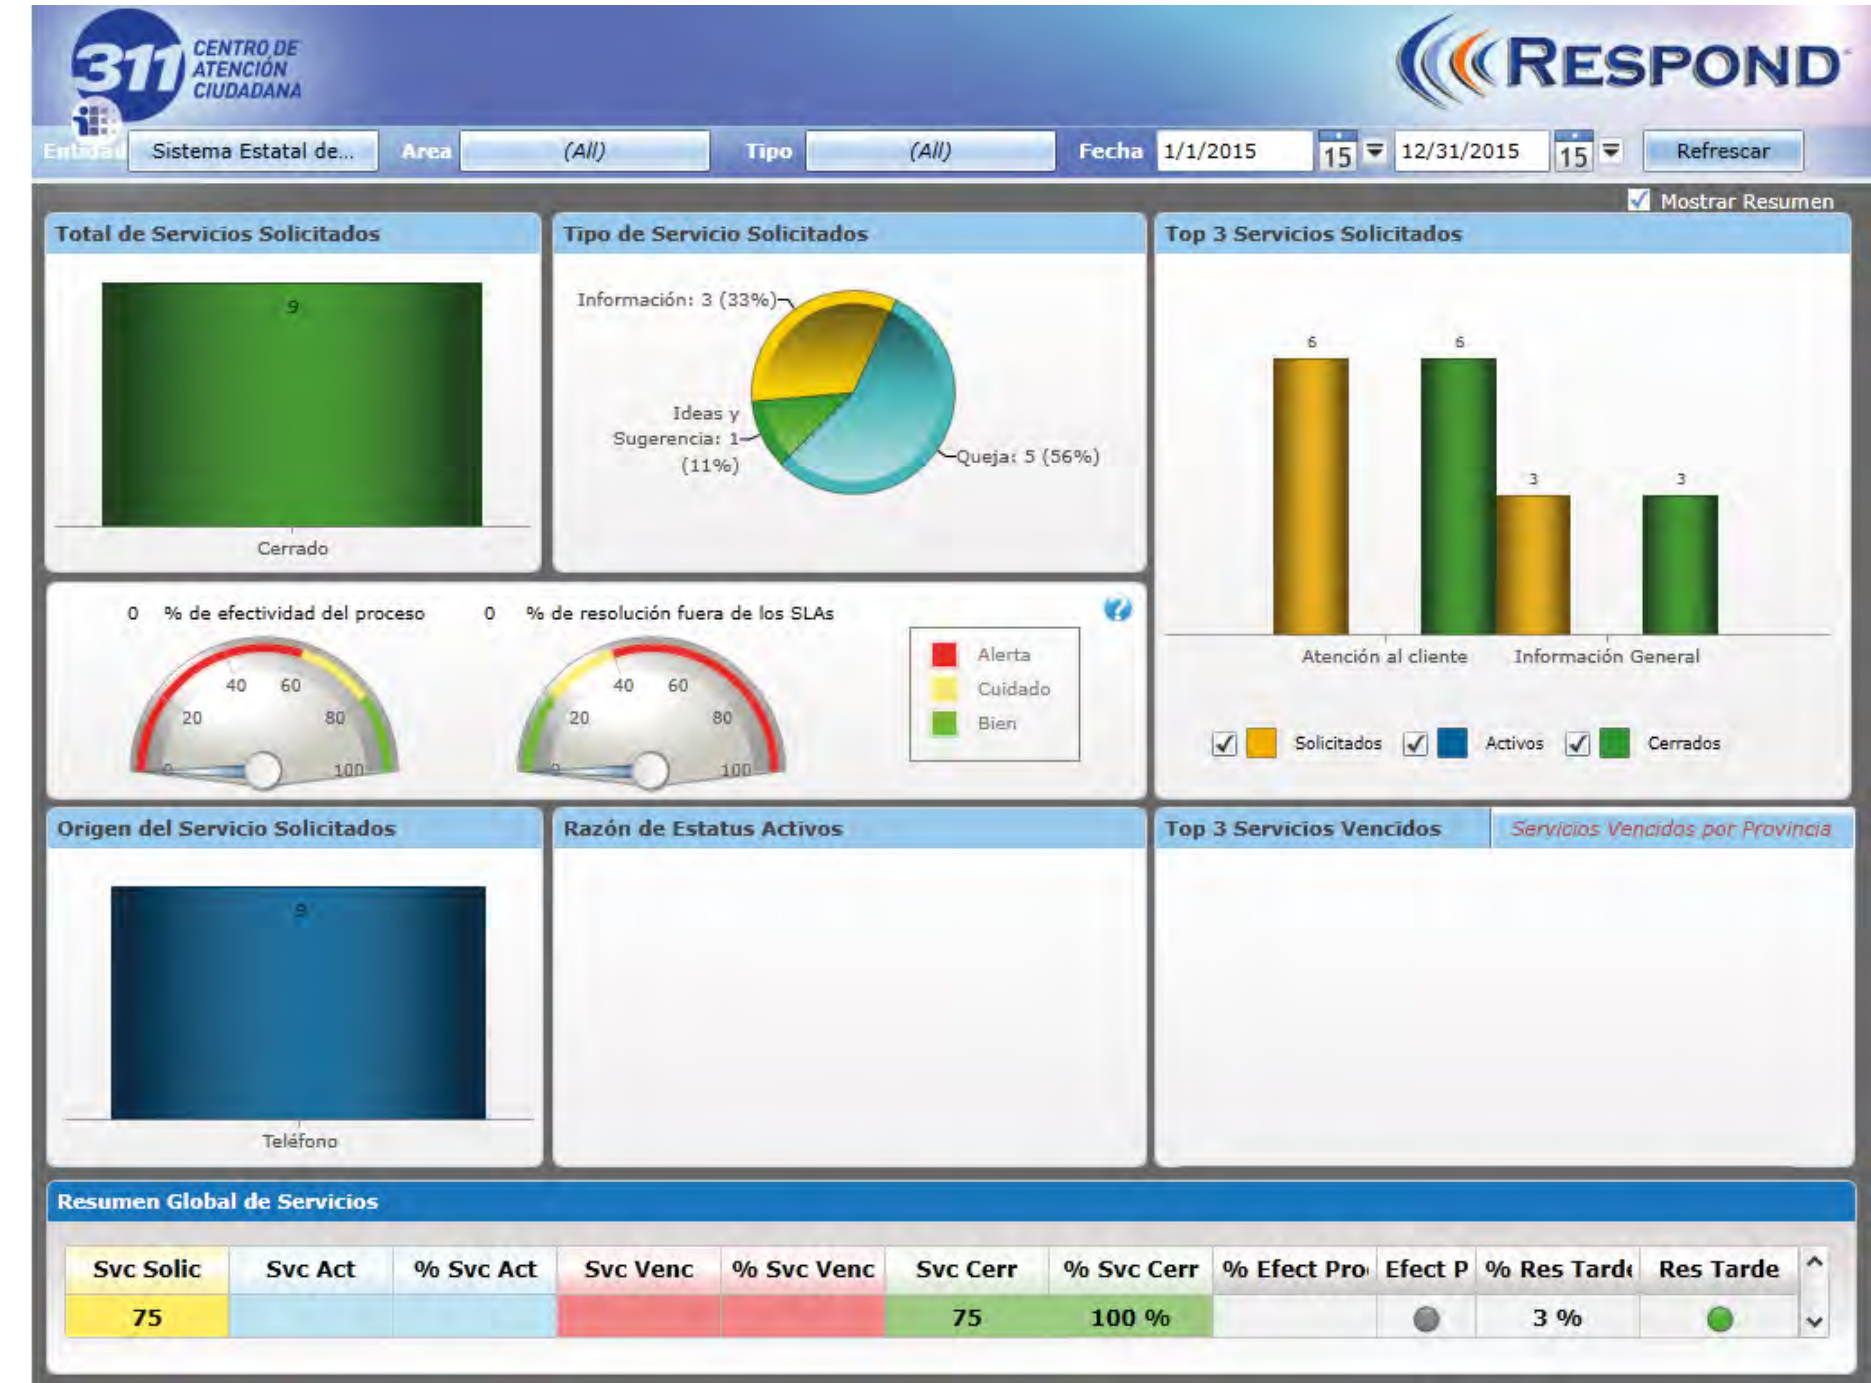 311 CENTRO DE
ATENCIÓN
CIUDADANA
RESPOND
Entidad Sistema Estatal de... Area (All) Tipo (All) Fecha 1/1/2015 15 12/31/2015 15 Refrescar
Mostrar Resumen
Total de Servicios Solicitados
9
Cerrado
Tipo de Servicio Solicitados
Información: 3 (33%)
Ideas y
Sugerencia: 1
(11%)
Queja: 5 (56%)
Top 3 Servicios Solicitados
6 6
3 3
Atención al cliente Información General
Solicitados Activos Cerrados
0 % de efectividad del proceso
0 20 40 60 80 100
0 % de resolución fuera de los SLAs
0 20 40 60 80 100
?
Alerta
Cuidado
Bien
Origen del Servicio Solicitados
9
Teléfono
Razón de Estatus Activos
Top 3 Servicios Vencidos Servicios Vencidos por Provincia
Resumen Global de Servicios
Svc Solic Svc Act % Svc Act Svc Venc % Svc Venc Svc Cerr % Svc Cerr % Efect Pro Efect P % Res Tard Res Tarde
75 75 100 % 3 %